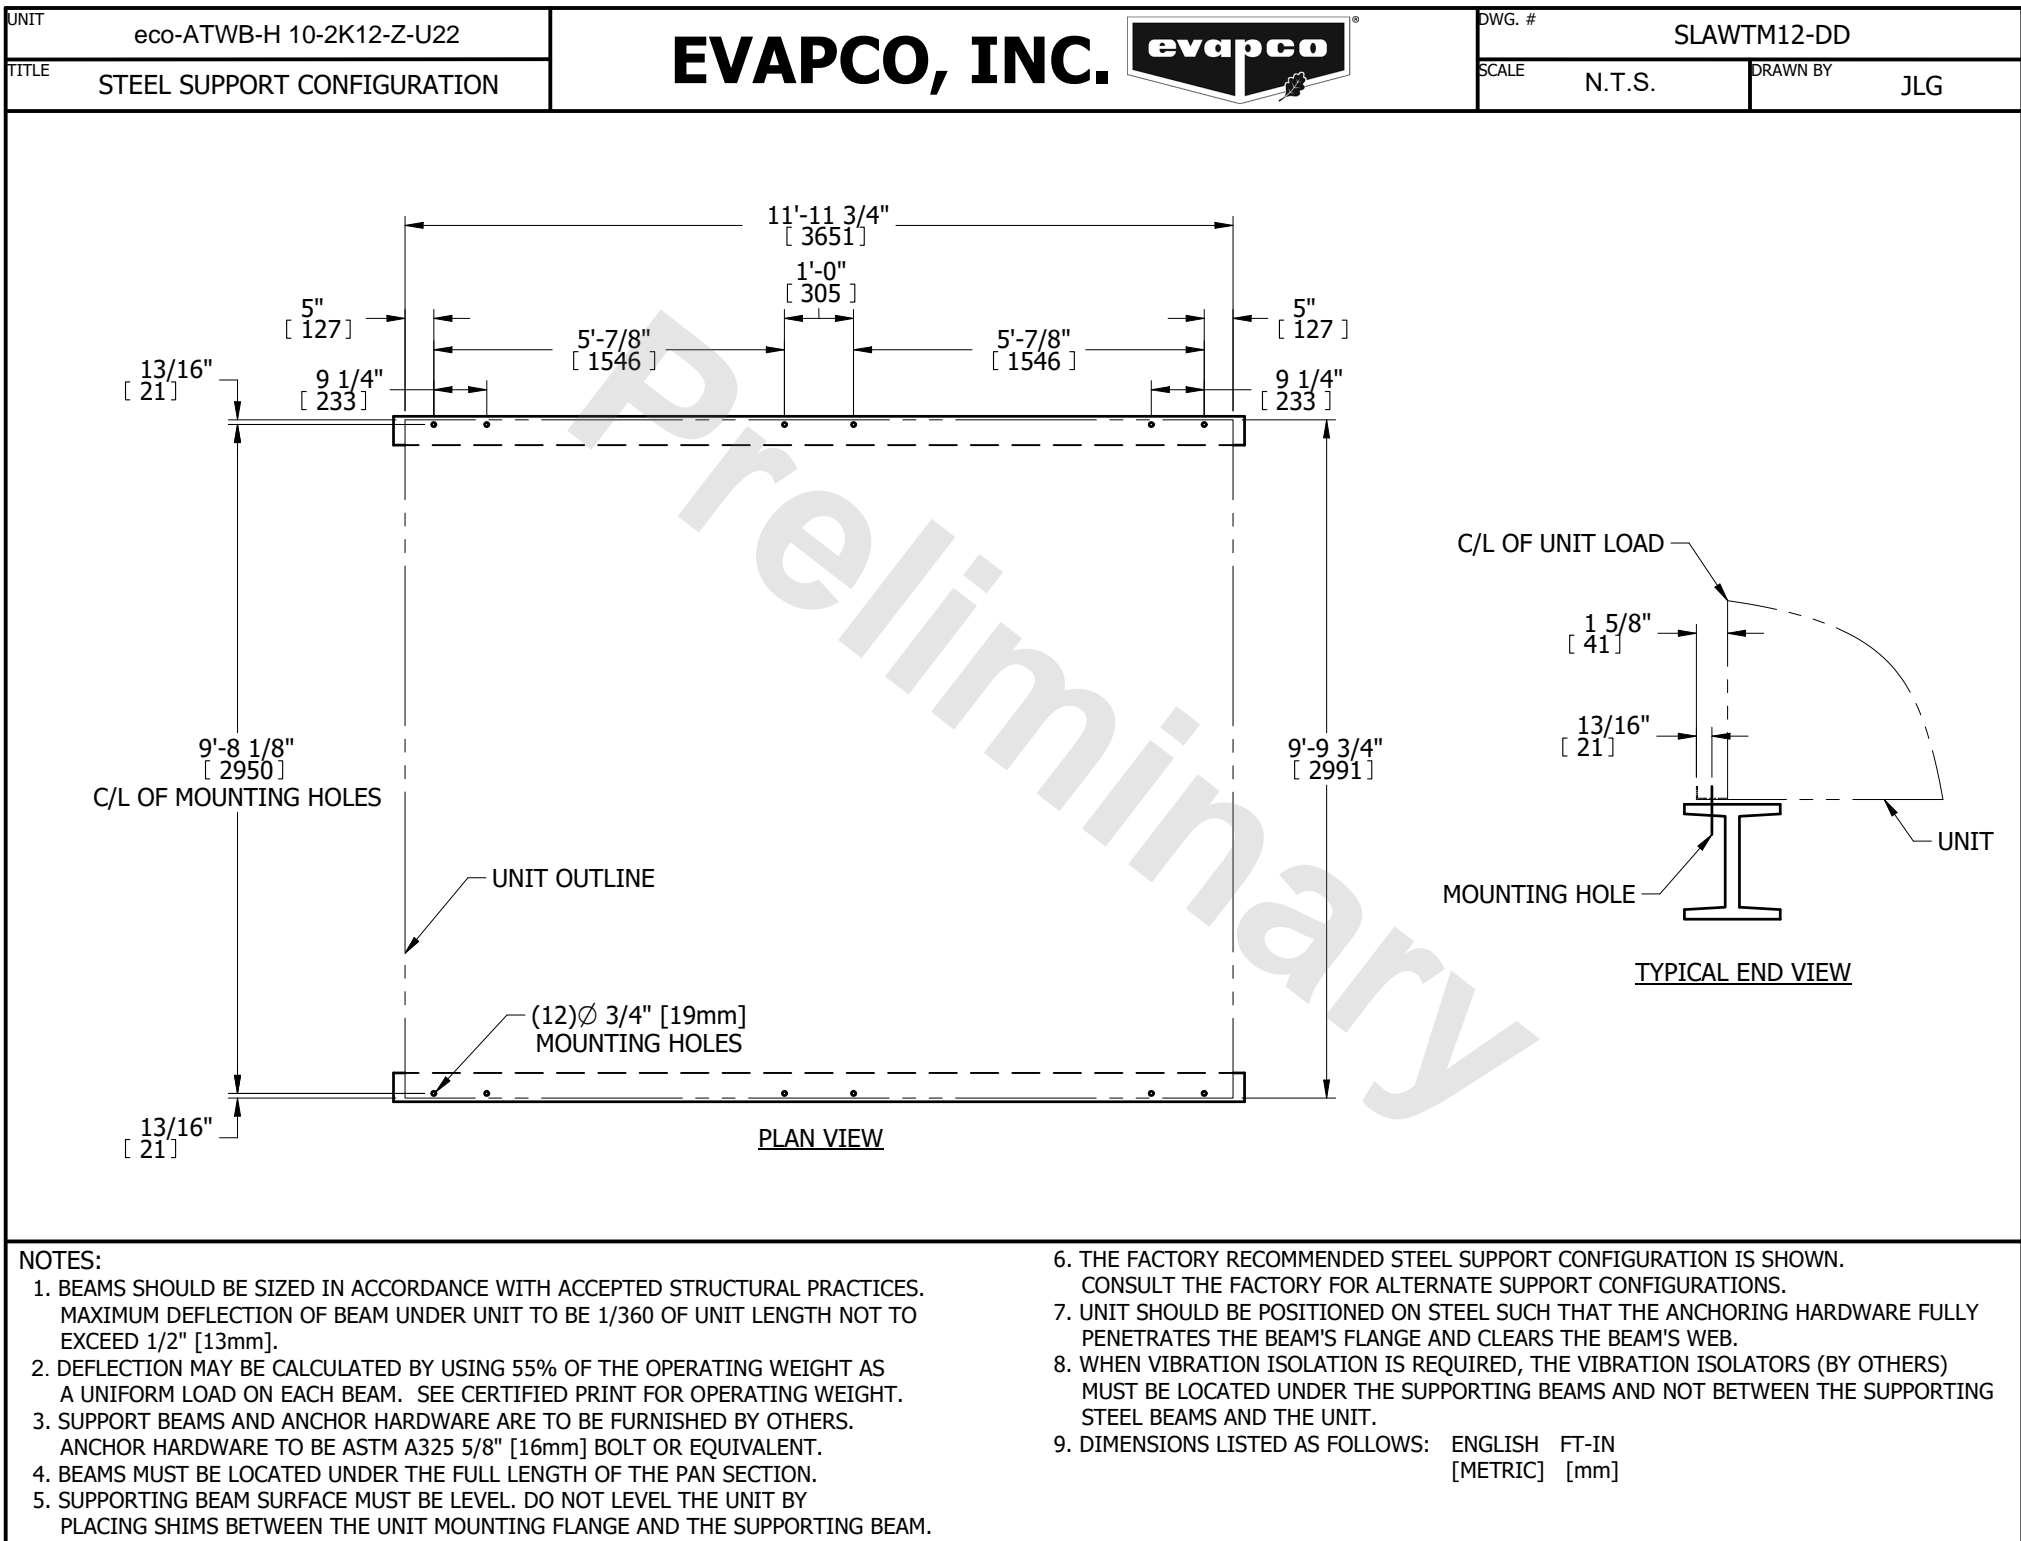 UNIT
eco-ATWB-H 10-2K12-Z-U22
TITLE
STEEL SUPPORT CONFIGURATION
EVAPCO, INC.
evapco®
DWG. #
SLAWTM12-DD
SCALE
N.T.S.
DRAWN BY
JLG
11'-11 3/4"
[ 3651]
1'-0"
[ 305 ]
5"
[ 127]
5"
[ 127 ]
5'-7/8"
[ 1546 ]
5'-7/8"
[ 1546 ]
13/16"
[ 21]
9 1/4"
[ 233]
9 1/4"
[ 233 ]
Preliminary
C/L OF UNIT LOAD
1 5/8"
[ 41]
13/16"
[ 21]
9'-8 1/8"
[ 2950]
C/L OF MOUNTING HOLES
9'-9 3/4"
[ 2991]
UNIT
UNIT OUTLINE
MOUNTING HOLE
TYPICAL END VIEW
(12)∅ 3/4" [19mm]
MOUNTING HOLES
13/16"
[ 21]
PLAN VIEW
NOTES:
1. BEAMS SHOULD BE SIZED IN ACCORDANCE WITH ACCEPTED STRUCTURAL PRACTICES.
MAXIMUM DEFLECTION OF BEAM UNDER UNIT TO BE 1/360 OF UNIT LENGTH NOT TO
EXCEED 1/2" [13mm].
2. DEFLECTION MAY BE CALCULATED BY USING 55% OF THE OPERATING WEIGHT AS
A UNIFORM LOAD ON EACH BEAM.  SEE CERTIFIED PRINT FOR OPERATING WEIGHT.
3. SUPPORT BEAMS AND ANCHOR HARDWARE ARE TO BE FURNISHED BY OTHERS.
ANCHOR HARDWARE TO BE ASTM A325 5/8" [16mm] BOLT OR EQUIVALENT.
4. BEAMS MUST BE LOCATED UNDER THE FULL LENGTH OF THE PAN SECTION.
5. SUPPORTING BEAM SURFACE MUST BE LEVEL. DO NOT LEVEL THE UNIT BY
PLACING SHIMS BETWEEN THE UNIT MOUNTING FLANGE AND THE SUPPORTING BEAM.
6. THE FACTORY RECOMMENDED STEEL SUPPORT CONFIGURATION IS SHOWN.
CONSULT THE FACTORY FOR ALTERNATE SUPPORT CONFIGURATIONS.
7. UNIT SHOULD BE POSITIONED ON STEEL SUCH THAT THE ANCHORING HARDWARE FULLY
PENETRATES THE BEAM'S FLANGE AND CLEARS THE BEAM'S WEB.
8. WHEN VIBRATION ISOLATION IS REQUIRED, THE VIBRATION ISOLATORS (BY OTHERS)
MUST BE LOCATED UNDER THE SUPPORTING BEAMS AND NOT BETWEEN THE SUPPORTING
STEEL BEAMS AND THE UNIT.
9. DIMENSIONS LISTED AS FOLLOWS:   ENGLISH   FT-IN
[METRIC]   [mm]